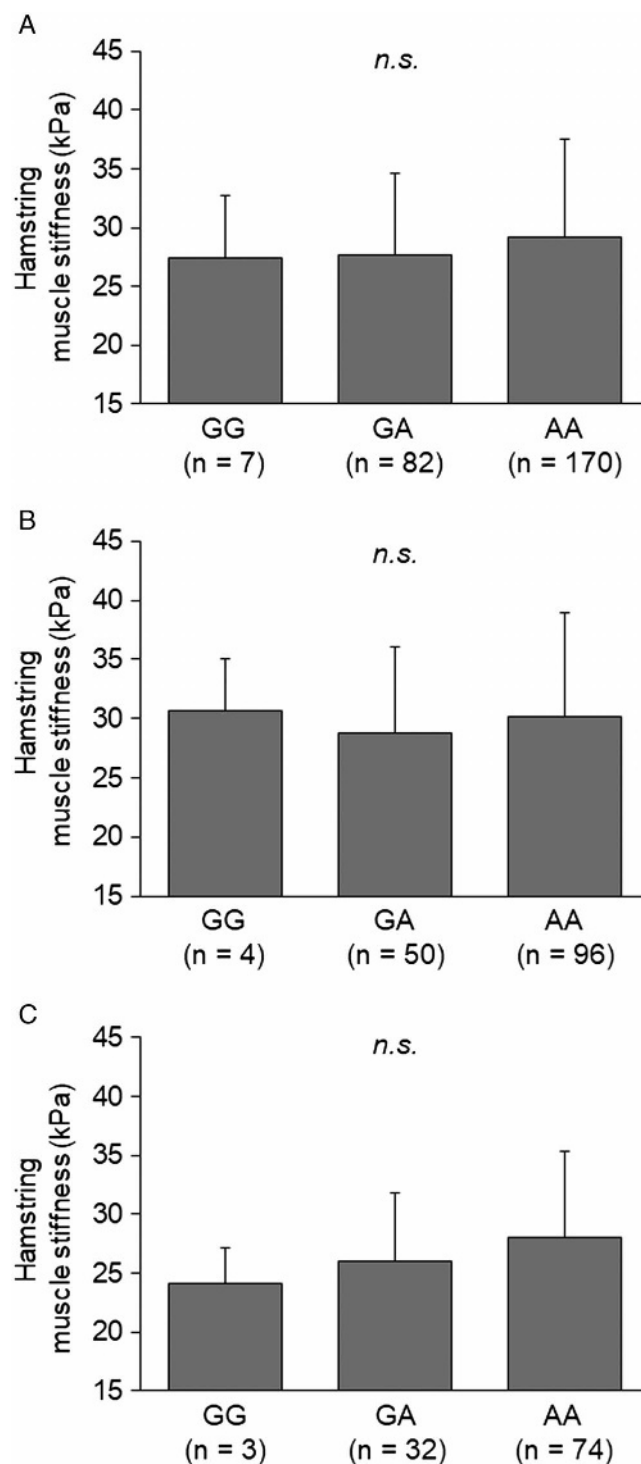 A
Hamstring
muscle stiffness (kPa)
45
40
35
30
25
20
15
n.s.
GG GA AA
(n = 7) (n = 82) (n = 170)
B
Hamstring
muscle stiffness (kPa)
45
40
35
30
25
20
15
n.s.
GG GA AA
(n = 4) (n = 50) (n = 96)
C
Hamstring
muscle stiffness (kPa)
45
40
35
30
25
20
15
n.s.
GG GA AA
(n = 3) (n = 32) (n = 74)